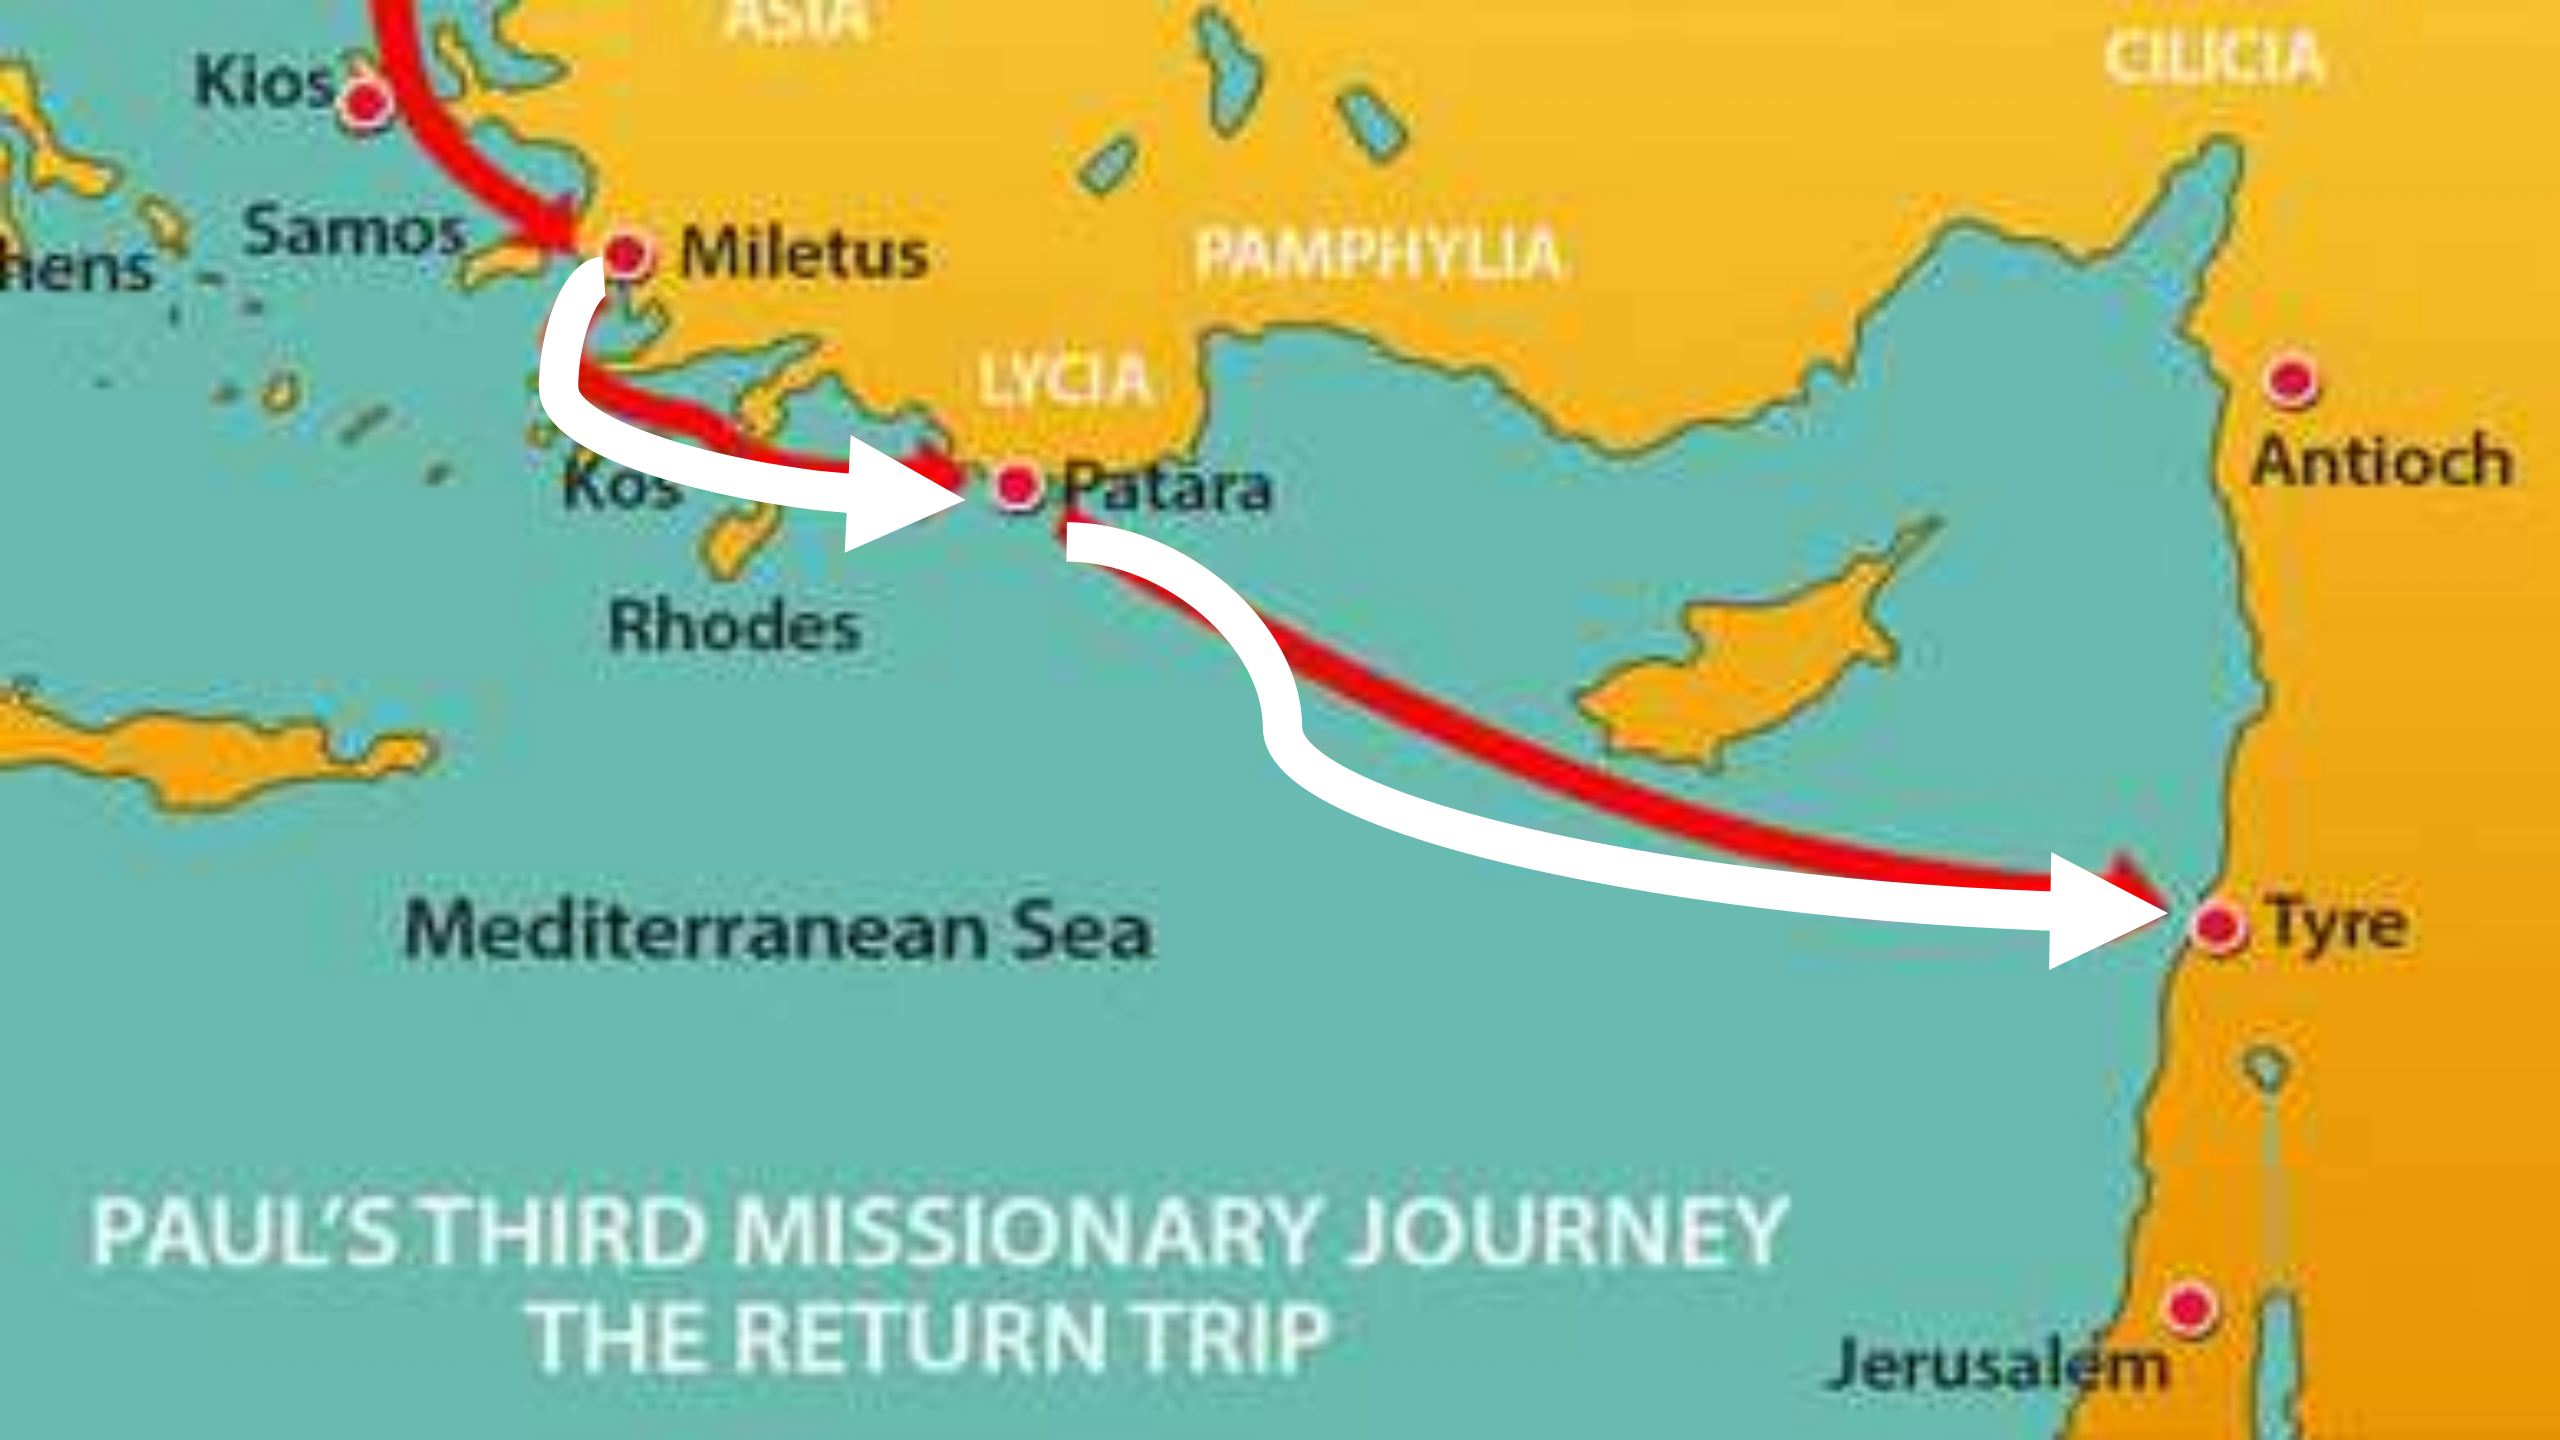 ASIA
CILICIA
Kios
Samos
Miletus
PAMPHYLIA
hens
LYCIA
Antioch
Kos
Patara
Rhodes
Mediterranean Sea
Tyre
PAUL'S THIRD MISSIONARY JOURNEY
THE RETURN TRIP
Jerusalem